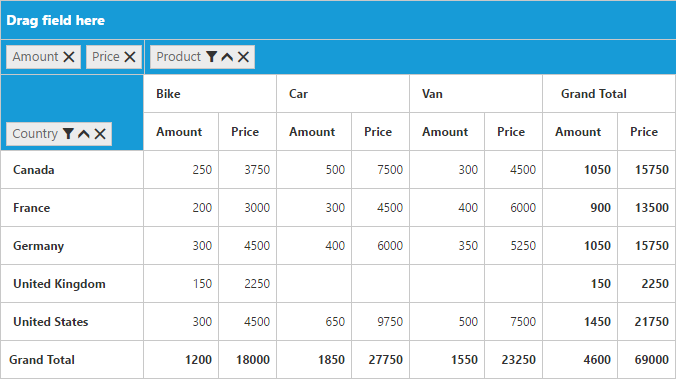 Drag field here
Amount Price Product
Bike Car Van Grand Total
Country
Amount Price Amount Price Amount Price Amount Price
Canada 250 3750 500 7500 300 4500 1050 15750
France 200 3000 300 4500 400 6000 900 13500
Germany 300 4500 400 6000 350 5250 1050 15750
United Kingdom 150 2250 150 2250
United States 300 4500 650 9750 500 7500 1450 21750
Grand Total 1200 18000 1850 27750 1550 23250 4600 69000